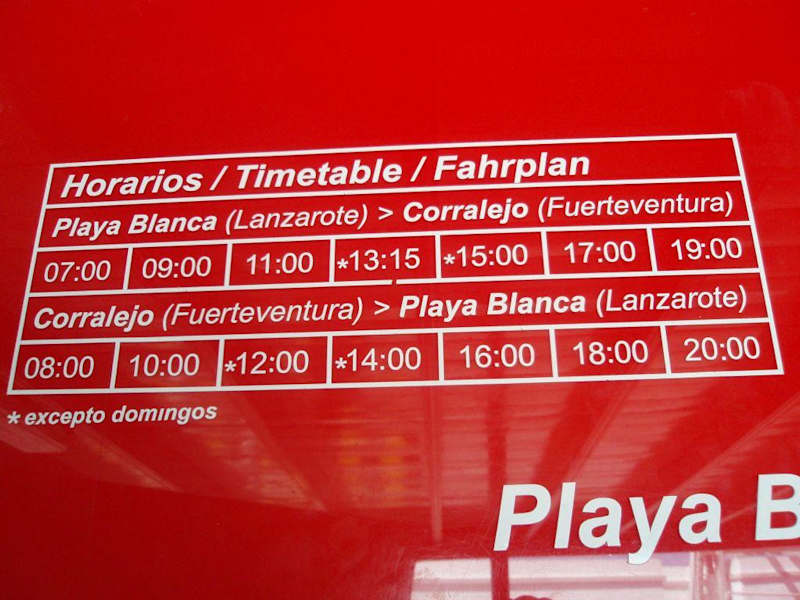 Horarios / Timetable / Fahrplan
Playa Blanca (Lanzarote) > Corralejo (Fuerteventura)
07:00 09:00 11:00 *13:15 *15:00 17:00 19:00
Corralejo (Fuerteventura) > Playa Blanca (Lanzarote)
08:00 10:00 *12:00 *14:00 16:00 18:00 20:00
* excepto domingos
Playa B